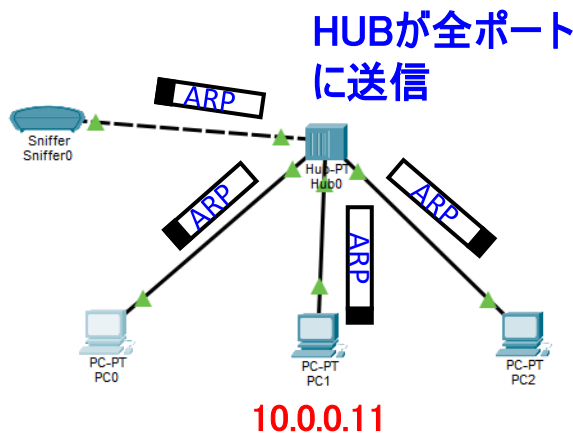 HUBが全ポート
に送信
ARP
Sniffer
Sniffer0
Hub-PT
Hub0
ARP
ARP
ARP
PC-PT
PC0
PC-PT
PC1
PC-PT
PC2
10.0.0.11